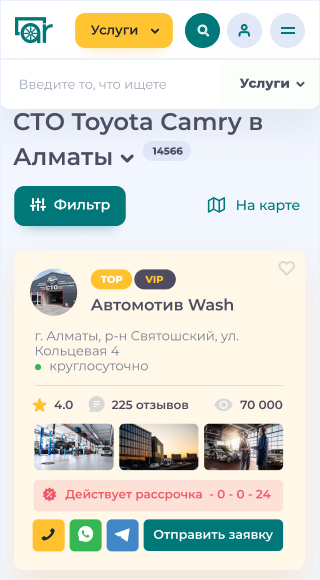 ar
Услуги
Введите то, что ищете
Услуги
СТО Toyota Camry в
Алматы
14566
Фильтр
На карте
СТО
TOP
VIP
Автомотив Wash
г. Алматы, р-н Святошский, ул.
Кольцевая 4
круглосуточно
4.0
225 отзывов
70 000
Действует рассрочка - 0 - 0 - 24
Отправить заявку